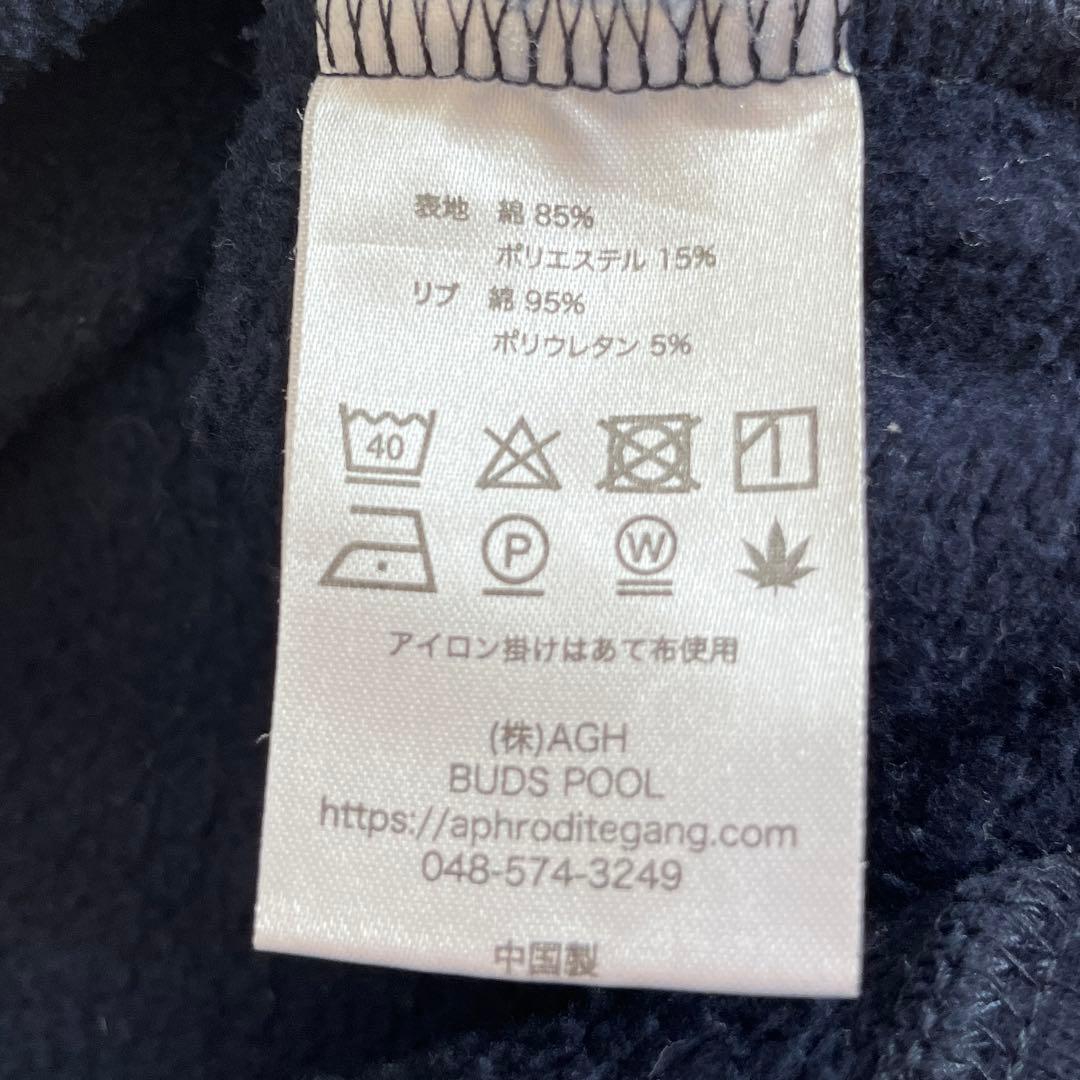 表地 綿 85%
ポリエステル 15%
リブ 綿 95%
ポリウレタン 5%
40
P
W
アイロン掛けはあて布使用
(株)AGH
BUDS POOL
https://aphroditegang.com
048-574-3249
中国製